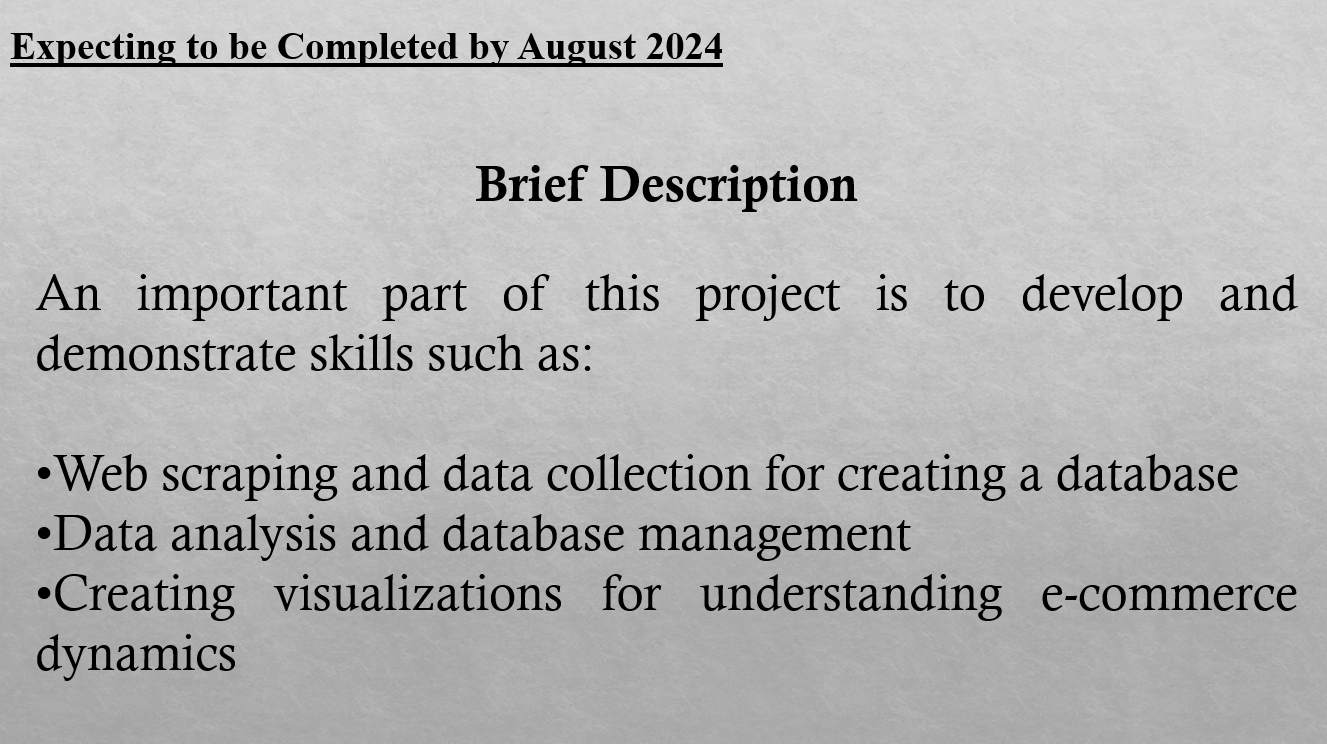 Expecting to be Completed by August 2024
Brief Description
An important part of this project is to develop and
demonstrate skills such as:
•Web scraping and data collection for creating a database
•Data analysis and database management
•Creating visualizations for understanding e-commerce
dynamics